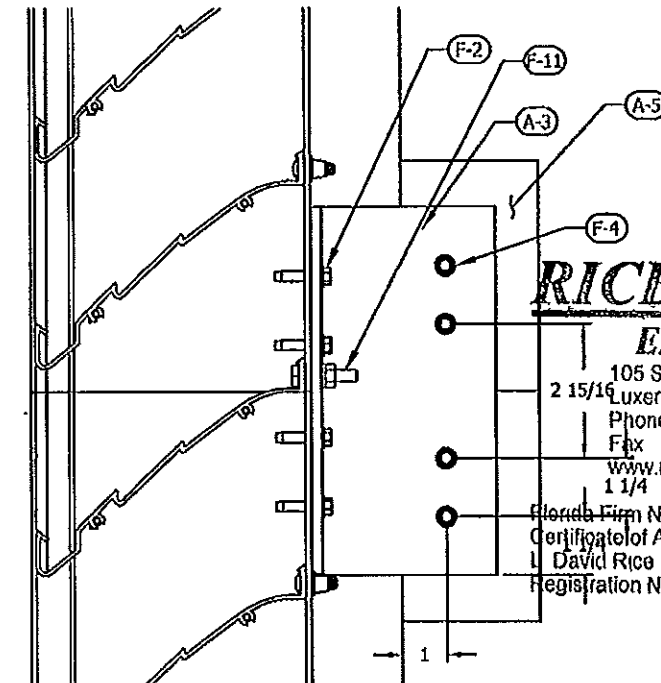 F-2
F-11
A-3
A-5
F-4
RICE
105 S
2 15/16
Luxer
Phone
Fax
www.
1 1/4
Florida Firm N
Certificate of A
L David Rice
Registration N
1